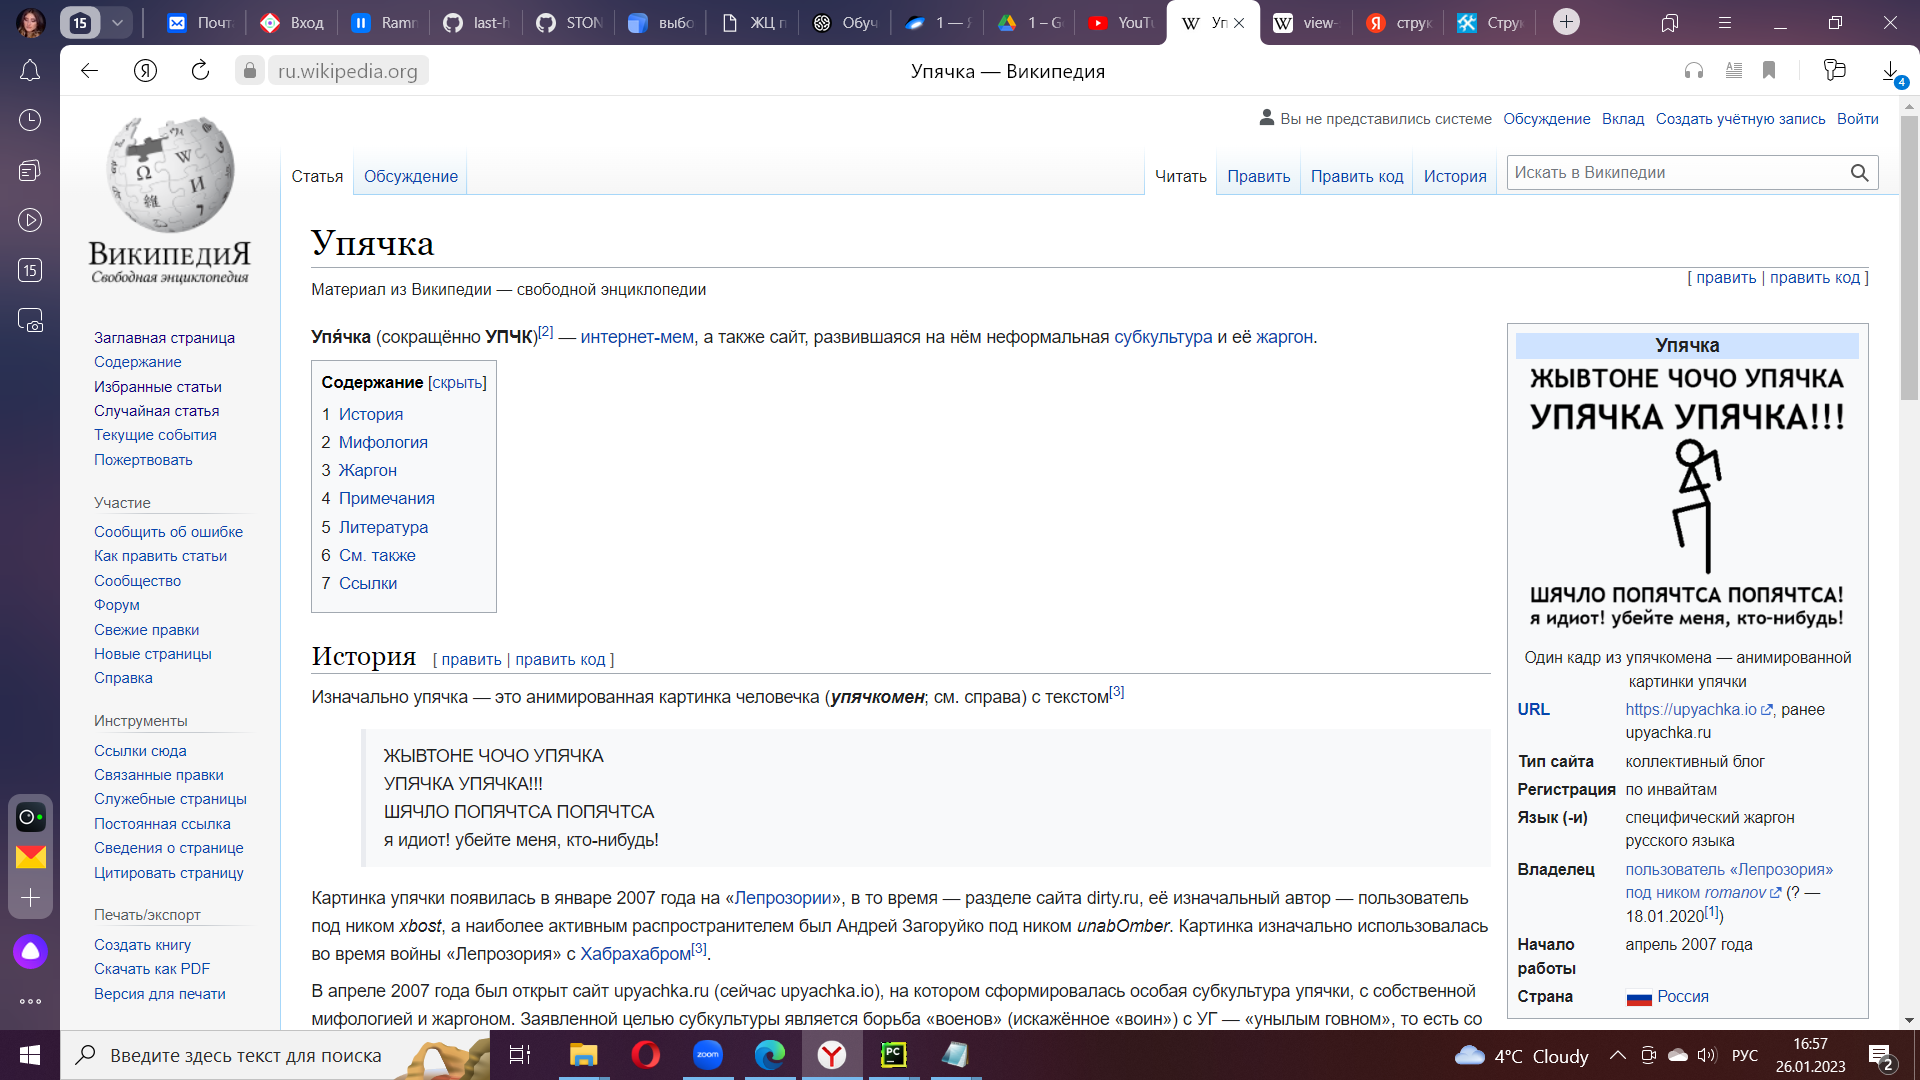 15
Почт
Вход
Ramr
last-h
STON
выбо
ЖЦ п
Обуч
1 — Я
1 – G
YouTu
Уп
view-
струк
Струк
ru.wikipedia.org
Упячка — Википедия
4
15
Вы не представились системе Обсуждение Вклад Создать учётную запись Войти
ВикипедиЯ
Свободная энциклопедия
Статья Обсуждение Читать Править Править код История Искать в Википедии
Упячка
[ править | править код ]
Материал из Википедии — свободной энциклопедии
Упя́чка (сокращённо УПЧК)[2] — интернет-мем, а также сайт, развившаяся на нём неформальная субкультура и её жаргон.
Содержание [скрыть]
1 История
2 Мифология
3 Жаргон
4 Примечания
5 Литература
6 См. также
7 Ссылки
История [ править | править код ]
Изначально упячка — это анимированная картинка человечка (упячкомен; см. справа) с текстом[3]
ЖЫВТОНЕ ЧОЧО УПЯЧКА
УПЯЧКА УПЯЧКА!!!
ШЯЧЛО ПОПЯЧТСА ПОПЯЧТСА
я идиот! убейте меня, кто-нибудь!
Картинка упячки появилась в январе 2007 года на «Лепрозории», в то время — разделе сайта dirty.ru, её изначальный автор — пользователь
под ником xbost, а наиболее активным распространителем был Андрей Загоруйко под ником unabOmber. Картинка изначально использовалась
во время войны «Лепрозория» с Хабрахабром[3].
В апреле 2007 года был открыт сайт upyachka.ru (сейчас upyachka.io), на котором сформировалась особая субкультура упячки, с собственной
мифологией и жаргоном. Заявленной целью субкультуры является борьба «военов» (искажённое «воин») с УГ — «унылым говном», то есть со
Упячка
ЖЫВТОНЕ ЧОЧО УПЯЧКА
УПЯЧКА УПЯЧКА!!!
ШЯЧЛО ПОПЯЧТСА ПОПЯЧТСА!
я идиот! убейте меня, кто-нибудь!
Один кадр из упячкомена — анимированной
картинки упячки
URL https://upyachka.io, ранее
upyachka.ru
Тип сайта коллективный блог
Регистрация по инвайтам
Язык (-и) специфический жаргон
русского языка
Владелец пользователь «Лепрозория»
под ником romanov (? —
18.01.2020[1])
Начало апрель 2007 года
работы
Страна Россия
Заглавная страница
Содержание
Избранные статьи
Случайная статья
Текущие события
Пожертвовать
Участие
Сообщить об ошибке
Как править статьи
Сообщество
Форум
Свежие правки
Новые страницы
Справка
Инструменты
Ссылки сюда
Связанные правки
Служебные страницы
Постоянная ссылка
Сведения о странице
Цитировать страницу
Печать/экспорт
Создать книгу
Скачать как PDF
Версия для печати
Введите здесь текст для поиска
zoom
PC
4°C Cloudy
РУС
16:57
26.01.2023
2